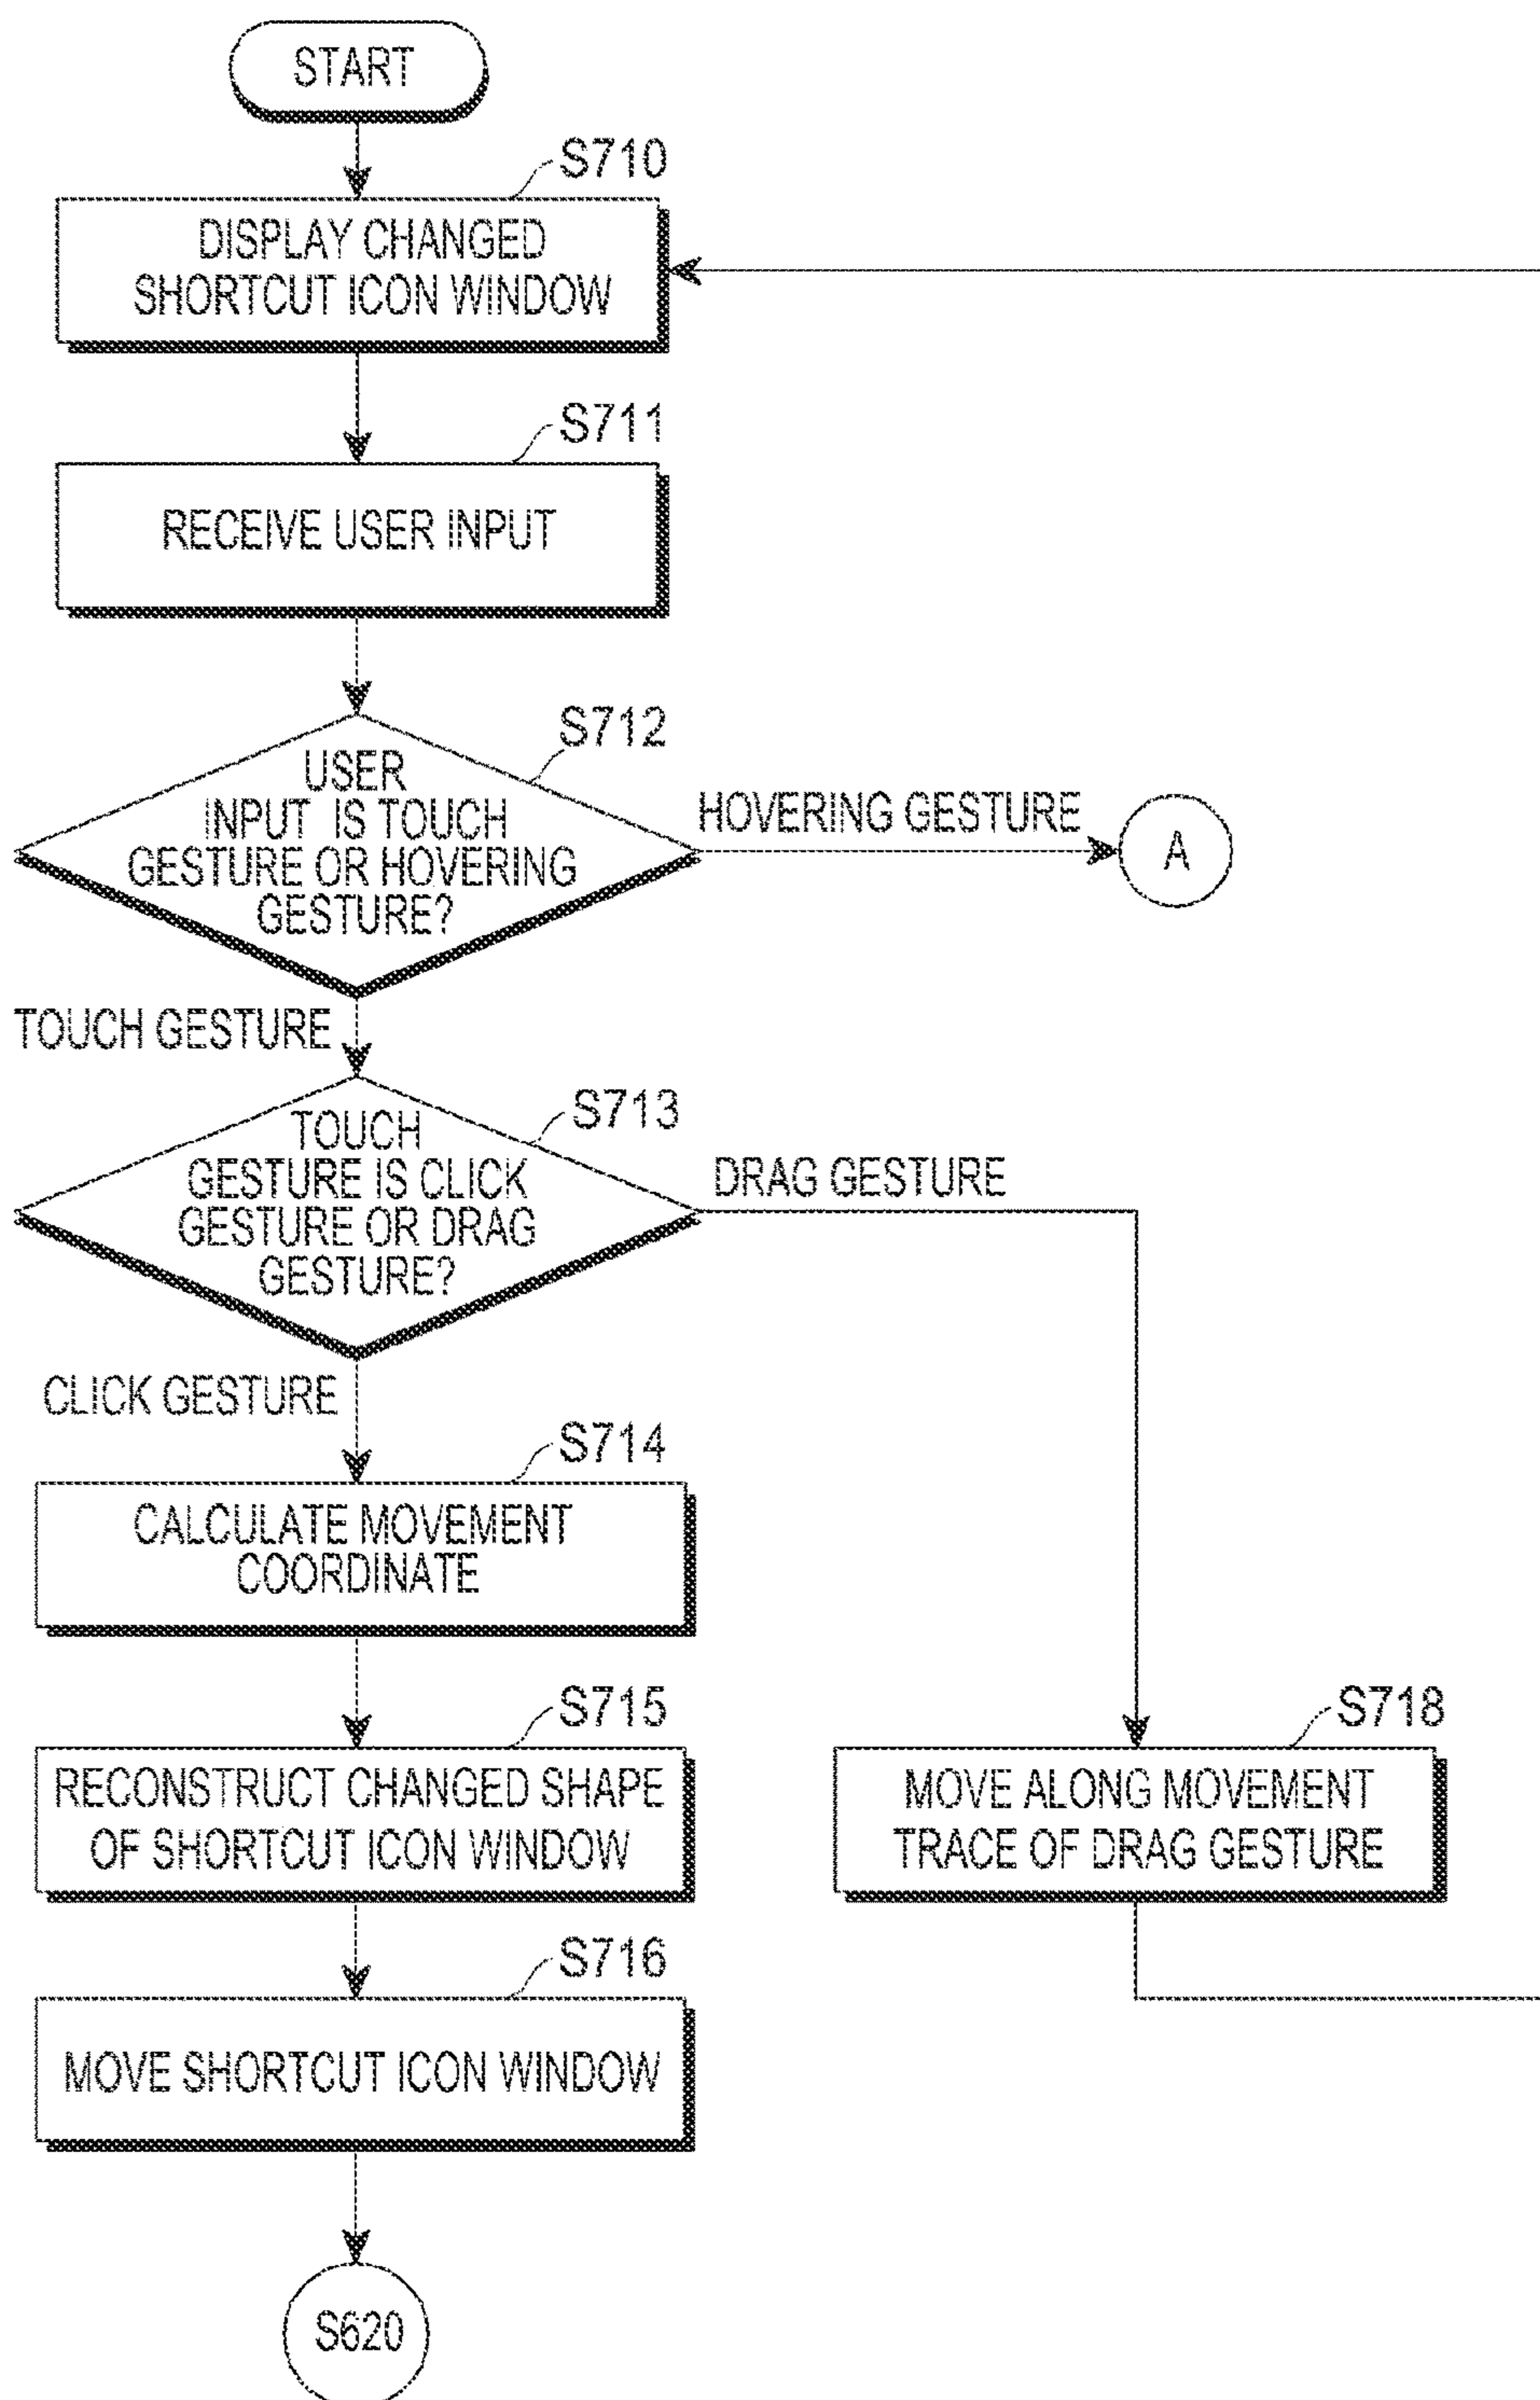 START
S710
DISPLAY CHANGED
SHORTCUT ICON WINDOW
S711
RECEIVE USER INPUT
S712
USER
INPUT IS TOUCH
GESTURE OR HOVERING
GESTURE?
HOVERING GESTURE
A
TOUCH GESTURE
S713
TOUCH
GESTURE IS CLICK
GESTURE OR DRAG
GESTURE?
DRAG GESTURE
CLICK GESTURE
S714
CALCULATE MOVEMENT
COORDINATE
S715
RECONSTRUCT CHANGED SHAPE
OF SHORTCUT ICON WINDOW
S718
MOVE ALONG MOVEMENT
TRACE OF DRAG GESTURE
S716
MOVE SHORTCUT ICON WINDOW
S620